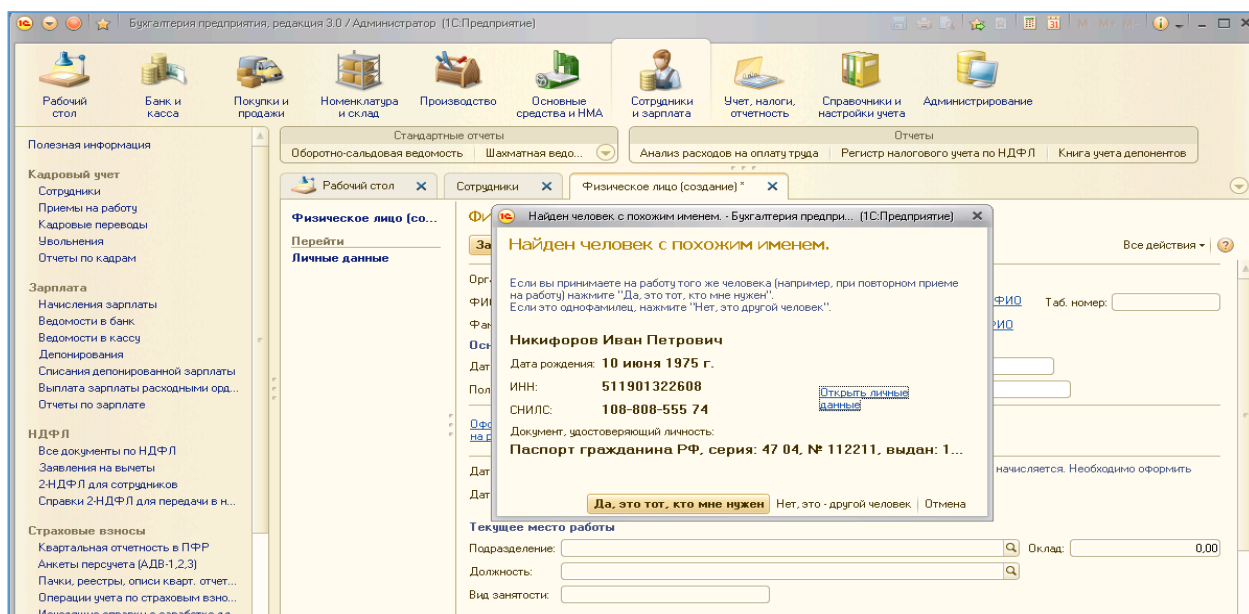 Бухгалтерия предприятия, редакция 3.0 / Администратор (1С:Предприятие)
M M+ M-
Рабочий стол
Банк и касса
Покупки и продажи
Номенклатура и склад
Производство
Основные средства и НМА
Сотрудники и зарплата
Учет, налоги, отчетность
Справочники и настройки учета
Администрирование
Стандартные отчеты
Оборотно-сальдовая ведомость
Шахматная ведо...
Отчеты
Анализ расходов на оплату труда
Регистр налогового учета по НДФЛ
Книга учета депонентов
Полезная информация
Кадровый учет
Сотрудники
Приемы на работу
Кадровые переводы
Увольнения
Отчеты по кадрам
Зарплата
Начисления зарплаты
Ведомости в банк
Ведомости в кассу
Депонирования
Списания депонированной зарплаты
Выплата зарплаты расходными орд...
Отчеты по зарплате
НДФЛ
Все документы по НДФЛ
Заявления на вычеты
2-НДФЛ для сотрудников
Справки 2-НДФЛ для передачи в н...
Страховые взносы
Квартальная отчетность в ПФР
Анкеты персучета (АДВ-1,2,3)
Пачки, реестры, описи кварт. отчет...
Операции учета по страховым взно...
Рабочий стол
Сотрудники
Физическое лицо (создание) *
Физическое лицо (со...
Перейти
Личные данные
Все действия
ФИО
Таб. номер:
Найден человек с похожим именем. - Бухгалтерия предпри... (1С:Предприятие)
Найден человек с похожим именем.
Если вы принимаете на работу того же человека (например, при повторном приеме
на работу) нажмите "Да, это тот, кто мне нужен".
Если это однофамилец, нажмите "Нет, это другой человек".
Никифоров Иван Петрович
Дата рождения: 10 июня 1975 г.
ИНН: 511901322608
СНИЛС: 108-808-555 74
Открыть личные
данные
Документ, удостоверяющий личность:
Паспорт гражданина РФ, серия: 47 04, № 112211, выдан: 1...
Да, это тот, кто мне нужен
Нет, это - другой человек
Отмена
начисляется. Необходимо оформить
Текущее место работы
Подразделение:
Оклад: 0,00
Должность:
Вид занятости: